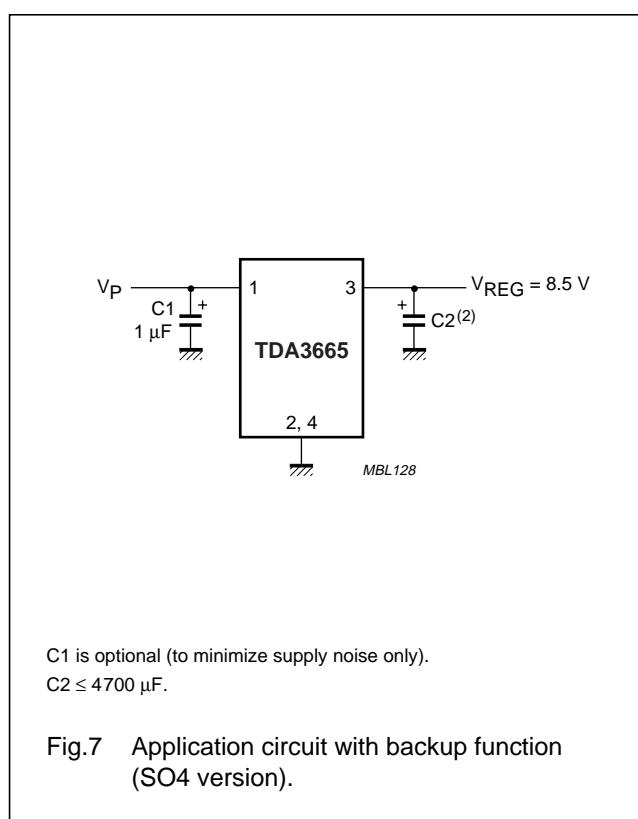 V_P
C1
+
1 μF
1
3
TDA3665
2, 4
+
C2(2)
V_REG = 8.5 V
MBL128
C1 is optional (to minimize supply noise only).
C2 ≤ 4700 μF.
Fig.7 Application circuit with backup function
(SO4 version).